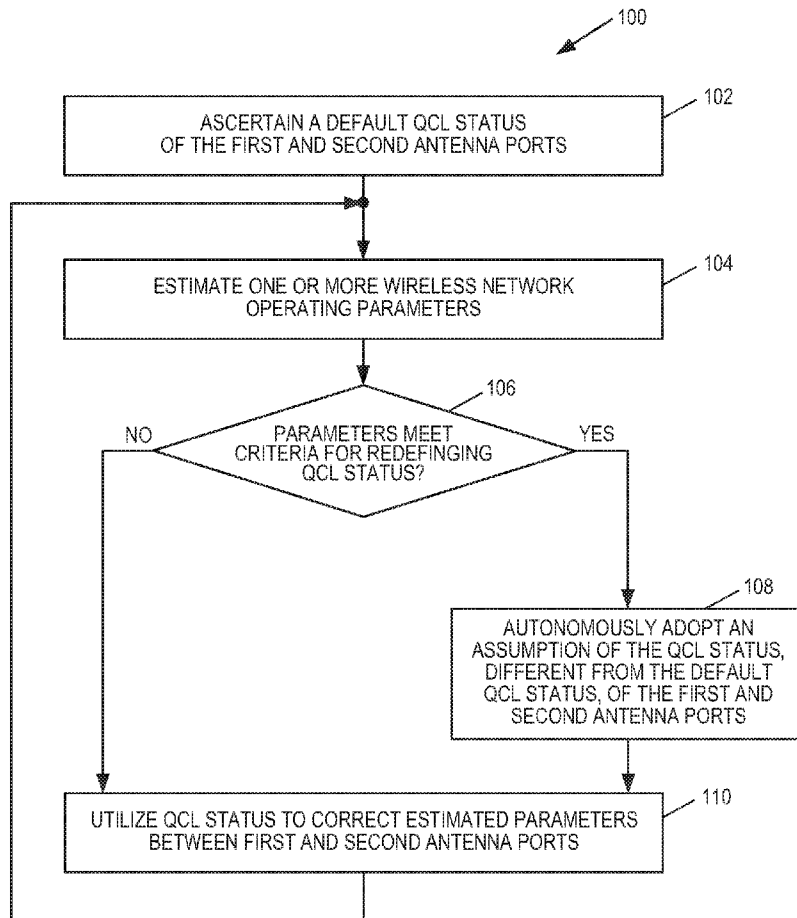 100
102
ASCERTAIN A DEFAULT QCL STATUS
OF THE FIRST AND SECOND ANTENNA PORTS
104
ESTIMATE ONE OR MORE WIRELESS NETWORK
OPERATING PARAMETERS
106
NO
PARAMETERS MEET
CRITERIA FOR REDEFINGING
QCL STATUS?
YES
108
AUTONOMOUSLY ADOPT AN
ASSUMPTION OF THE QCL STATUS,
DIFFERENT FROM THE DEFAULT
QCL STATUS, OF THE FIRST AND
SECOND ANTENNA PORTS
110
UTILIZE QCL STATUS TO CORRECT ESTIMATED PARAMETERS
BETWEEN FIRST AND SECOND ANTENNA PORTS